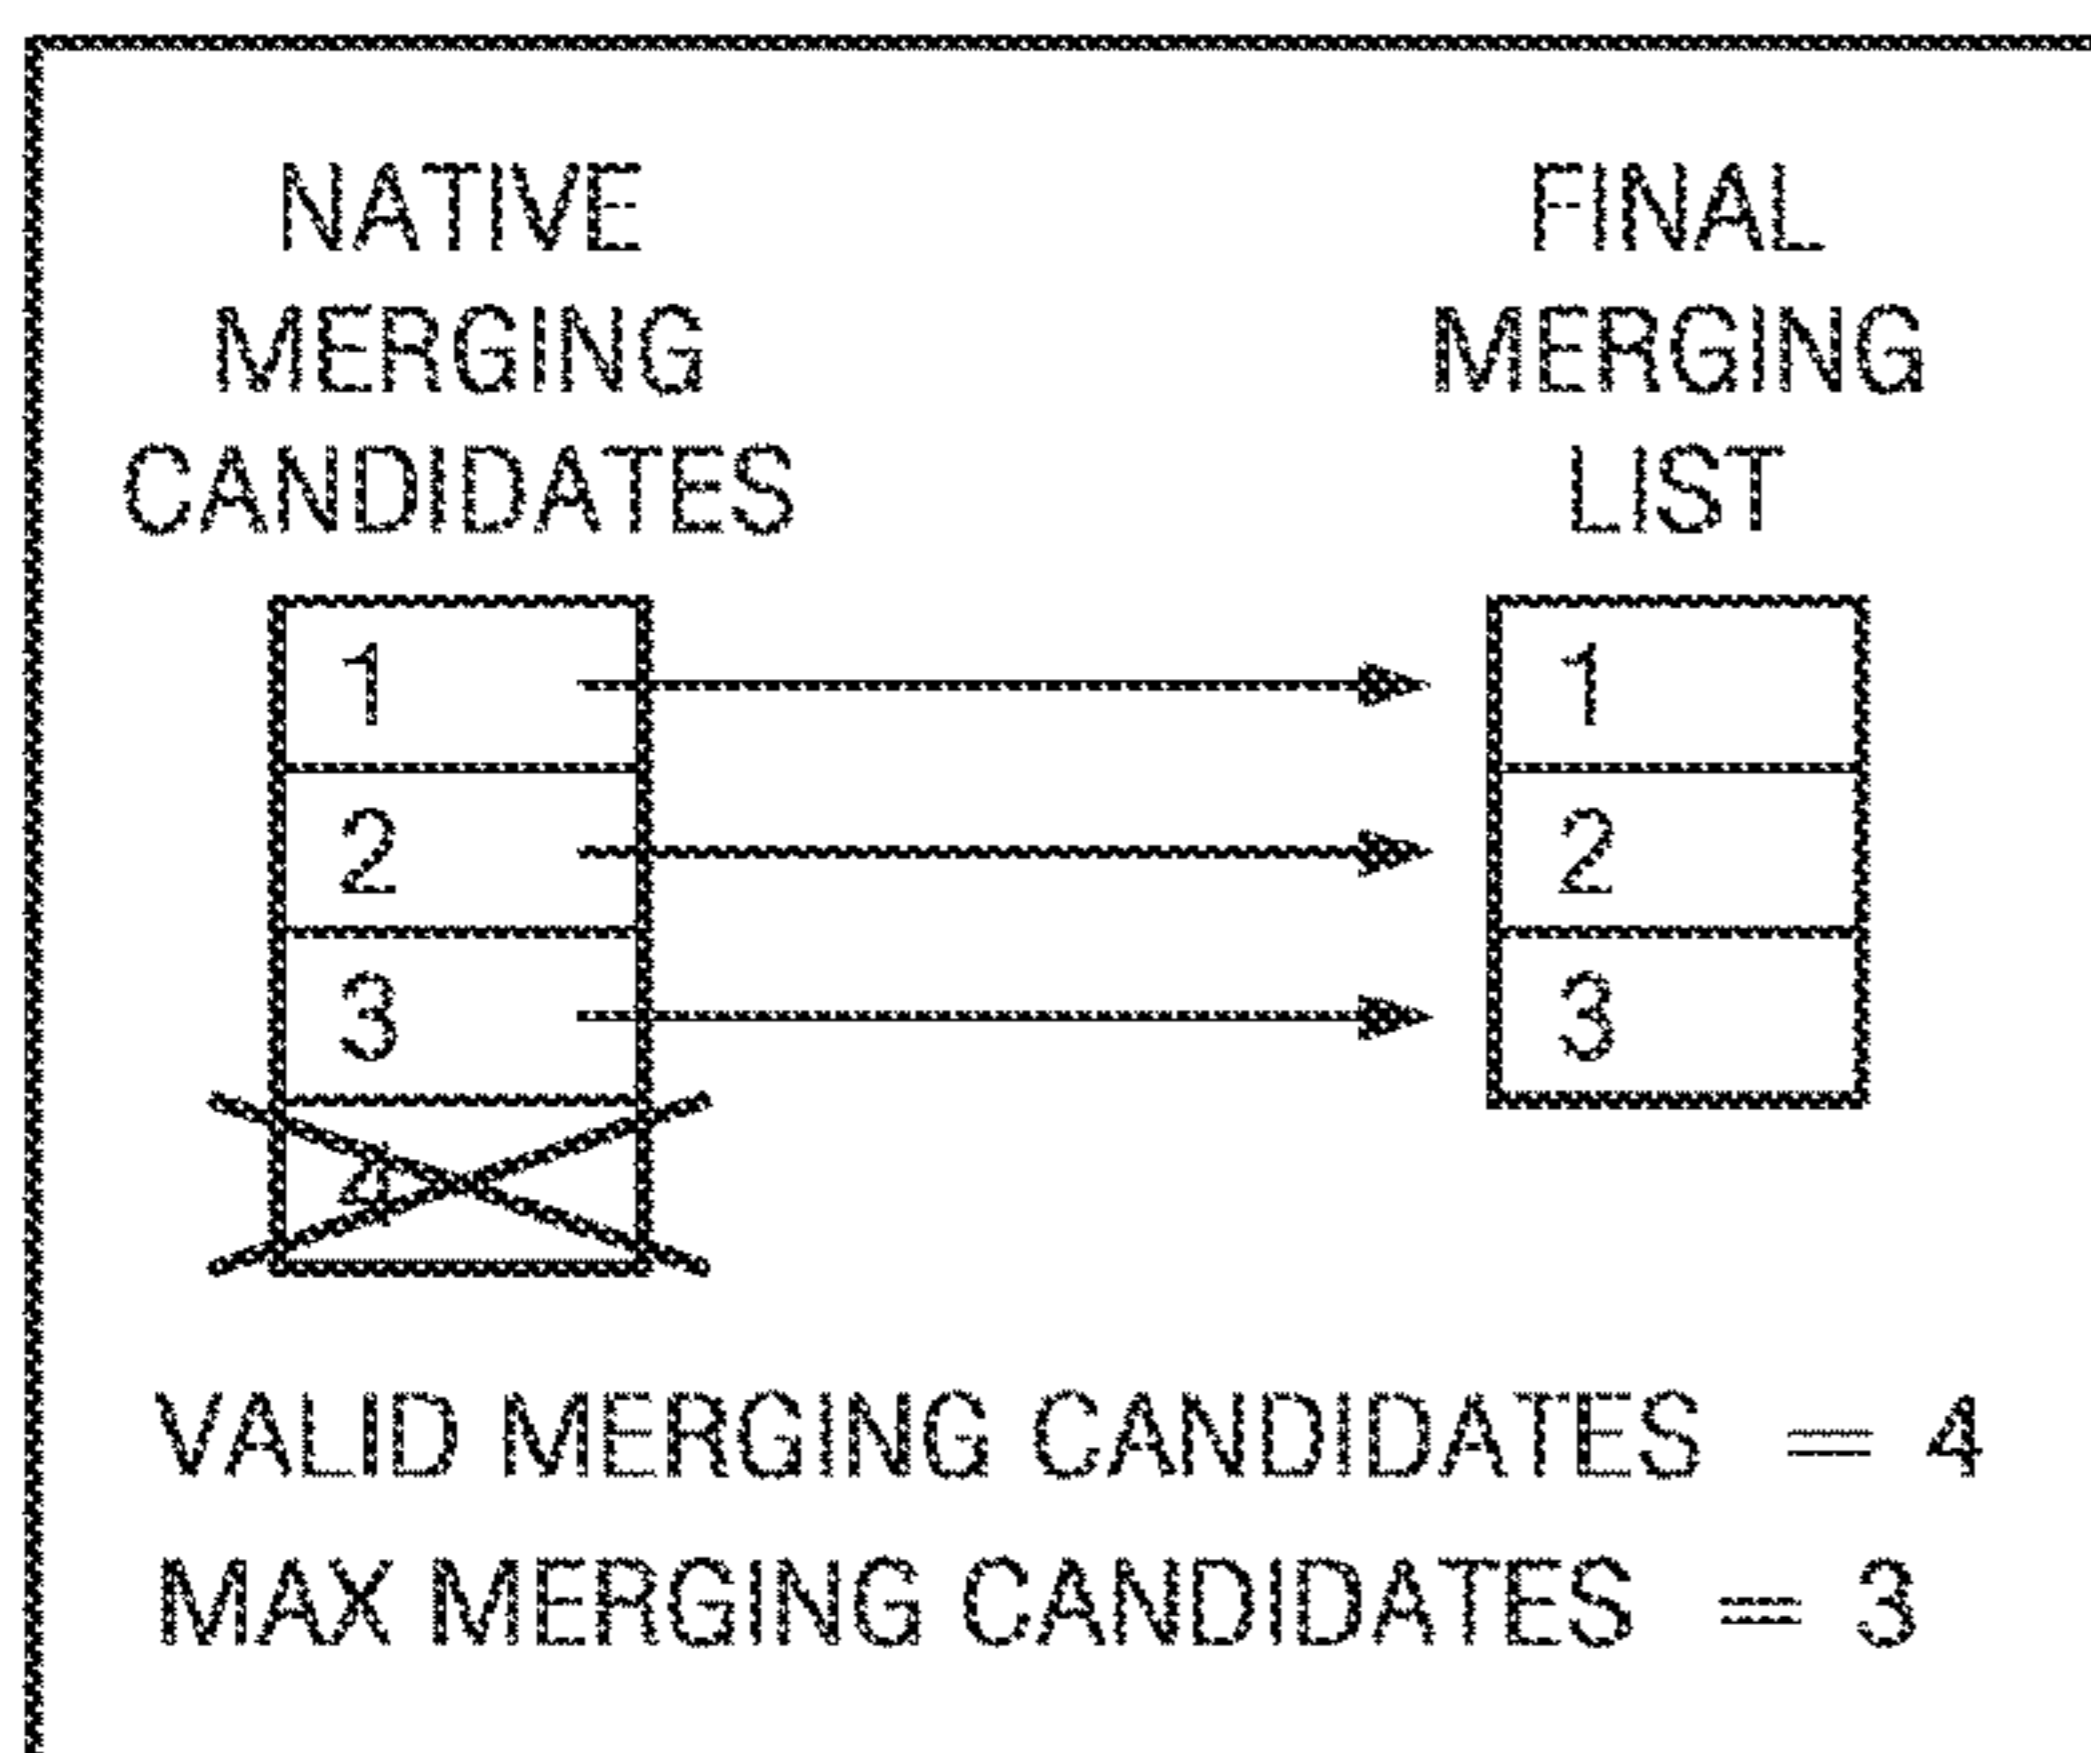 NATIVE
MERGING
CANDIDATES
FINAL
MERGING
LIST
1
2
3
4
1
2
3
VALID MERGING CANDIDATES = 4
MAX MERGING CANDIDATES = 3